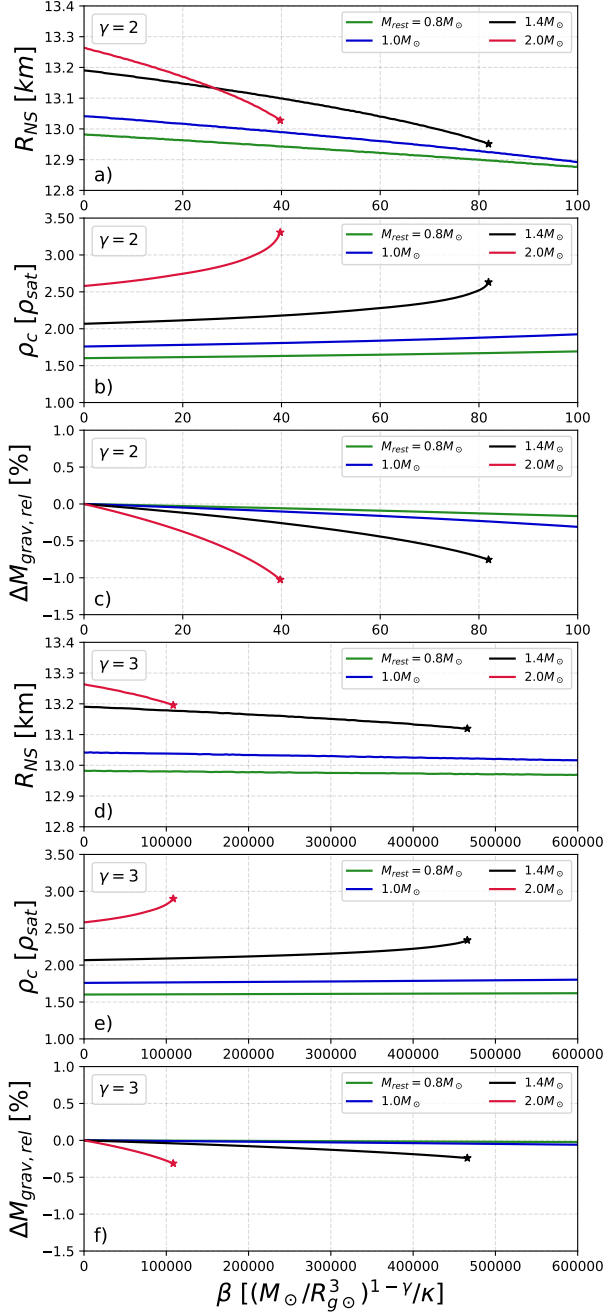 13.4
13.3
13.2
13.1
13.0
12.9
12.8
R_NS [km]
γ = 2
M_rest = 0.8M_⊙ 1.4M_⊙
1.0M_⊙ 2.0M_⊙
a)
0 20 40 60 80 100
3.50
3.00
2.50
2.00
1.50
1.00
ρ_c [ρ_sat]
γ = 2
M_rest = 0.8M_⊙ 1.4M_⊙
1.0M_⊙ 2.0M_⊙
b)
0 20 40 60 80 100
1.0
0.5
0.0
−0.5
−1.0
−1.5
ΔM_grav,rel [%]
γ = 2
M_rest = 0.8M_⊙ 1.4M_⊙
1.0M_⊙ 2.0M_⊙
c)
0 20 40 60 80 100
13.4
13.3
13.2
13.1
13.0
12.9
12.8
R_NS [km]
γ = 3
M_rest = 0.8M_⊙ 1.4M_⊙
1.0M_⊙ 2.0M_⊙
d)
0 100000 200000 300000 400000 500000 600000
3.50
3.00
2.50
2.00
1.50
1.00
ρ_c [ρ_sat]
γ = 3
M_rest = 0.8M_⊙ 1.4M_⊙
1.0M_⊙ 2.0M_⊙
e)
0 100000 200000 300000 400000 500000 600000
1.0
0.5
0.0
−0.5
−1.0
−1.5
ΔM_grav,rel [%]
γ = 3
M_rest = 0.8M_⊙ 1.4M_⊙
1.0M_⊙ 2.0M_⊙
f)
0 100000 200000 300000 400000 500000 600000
β [(M_⊙/R_g⊙^3)^1−γ/κ]